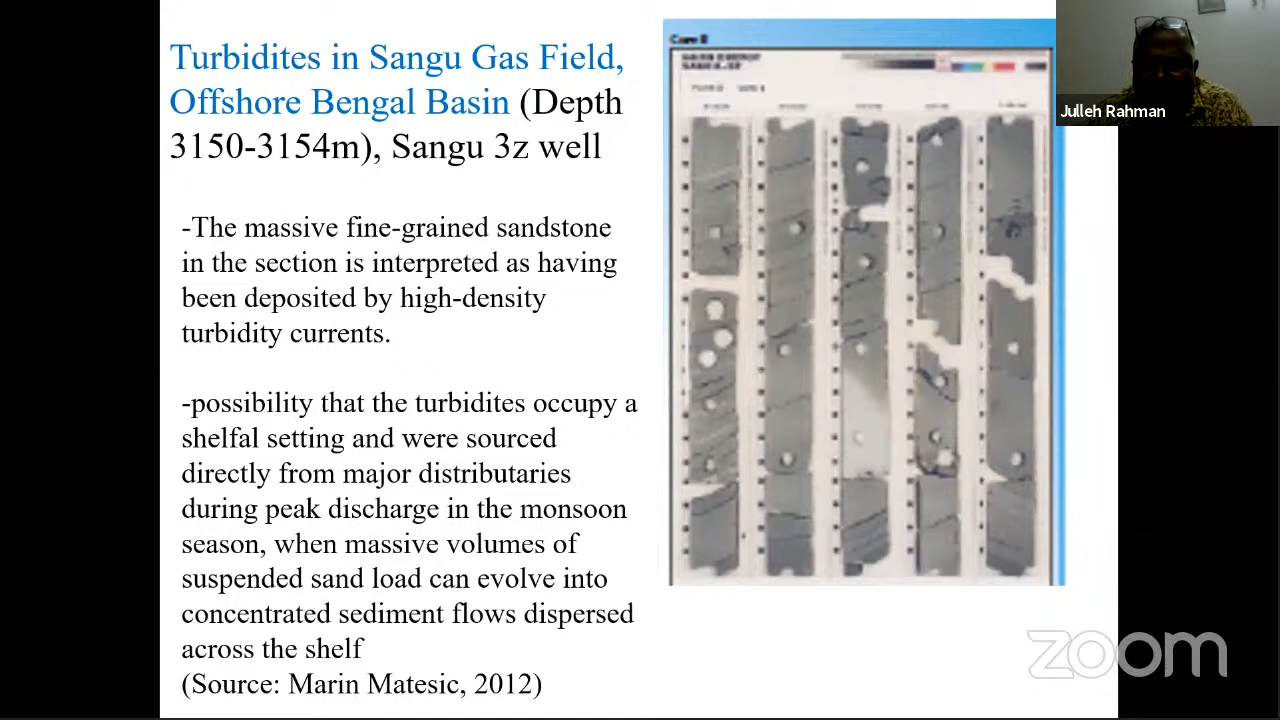 Turbidites in Sangu Gas Field,
Offshore Bengal Basin (Depth
3150-3154m), Sangu 3z well
-The massive fine-grained sandstone
in the section is interpreted as having
been deposited by high-density
turbidity currents.
-possibility that the turbidites occupy a
shelfal setting and were sourced
directly from major distributaries
during peak discharge in the monsoon
season, when massive volumes of
suspended sand load can evolve into
concentrated sediment flows dispersed
across the shelf
(Source: Marin Matesic, 2012)
Julleh Rahman
zoom